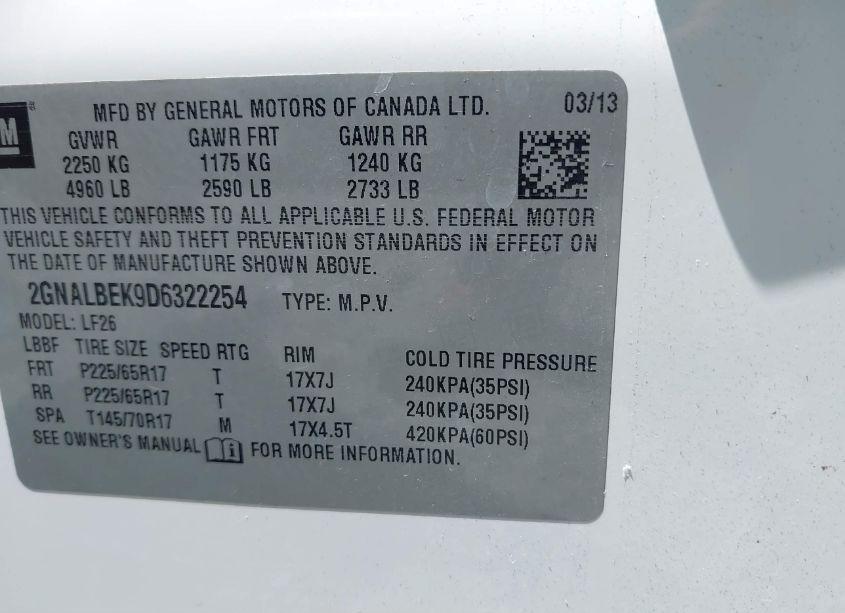 M ®
MFD BY GENERAL MOTORS OF CANADA LTD. 03/13
GVWR GAWR FRT GAWR RR
2250 KG 1175 KG 1240 KG
4960 LB 2590 LB 2733 LB
THIS VEHICLE CONFORMS TO ALL APPLICABLE U.S. FEDERAL MOTOR
VEHICLE SAFETY AND THEFT PREVENTION STANDARDS IN EFFECT ON
THE DATE OF MANUFACTURE SHOWN ABOVE.
2GNALBEK9D6322254 TYPE: M.P.V.
MODEL: LF26
LBBF TIRE SIZE SPEED RTG RIM COLD TIRE PRESSURE
FRT P225/65R17 T 17X7J 240KPA(35PSI)
RR P225/65R17 T 17X7J 240KPA(35PSI)
SPA T145/70R17 M 17X4.5T 420KPA(60PSI)
SEE OWNER'S MANUAL i FOR MORE INFORMATION.